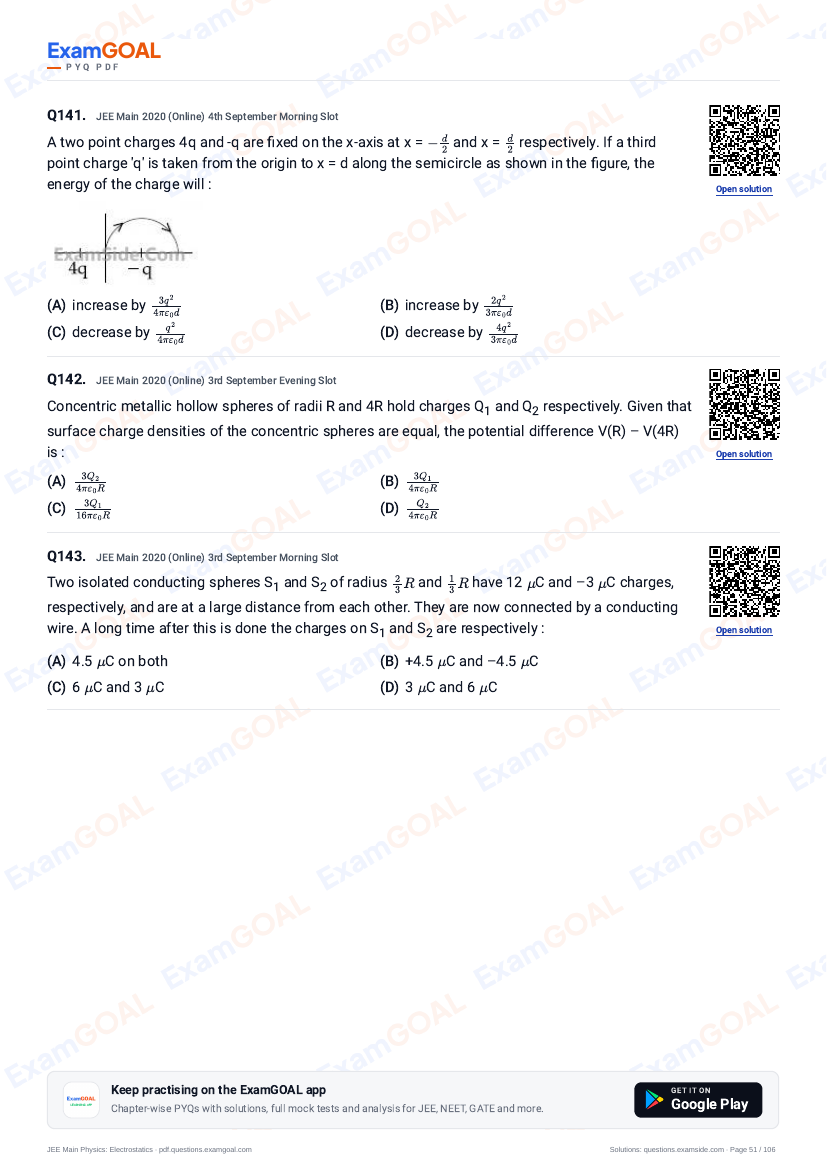 ExamGOAL
PYQ PDF
Q141. JEE Main 2020 (Online) 4th September Morning Slot
A two point charges 4q and -q are fixed on the x-axis at x = −d/2 and x = d/2 respectively. If a third
point charge 'q' is taken from the origin to x = d along the semicircle as shown in the figure, the
energy of the charge will :
Open solution
ExamSide.Com
4q −q
(A) increase by 3q²/4πε₀d
(B) increase by 2q²/3πε₀d
(C) decrease by q²/4πε₀d
(D) decrease by 4q²/3πε₀d
Q142. JEE Main 2020 (Online) 3rd September Evening Slot
Concentric metallic hollow spheres of radii R and 4R hold charges Q₁ and Q₂ respectively. Given that
surface charge densities of the concentric spheres are equal, the potential difference V(R) − V(4R)
is :
Open solution
(A) 3Q₂/4πε₀R
(B) 3Q₁/4πε₀R
(C) 3Q₁/16πε₀R
(D) Q₂/4πε₀R
Q143. JEE Main 2020 (Online) 3rd September Morning Slot
Two isolated conducting spheres S₁ and S₂ of radius 2/3 R and 1/3 R have 12 μC and −3 μC charges,
respectively, and are at a large distance from each other. They are now connected by a conducting
wire. A long time after this is done the charges on S₁ and S₂ are respectively :
Open solution
(A) 4.5 μC on both
(B) +4.5 μC and −4.5 μC
(C) 6 μC and 3 μC
(D) 3 μC and 6 μC
ExamGOAL
Keep practising on the ExamGOAL app
Chapter-wise PYQs with solutions, full mock tests and analysis for JEE, NEET, GATE and more.
GET IT ON
Google Play
JEE Main Physics: Electrostatics · pdf.questions.examgoal.com
Solutions: questions.examside.com · Page 51 / 106